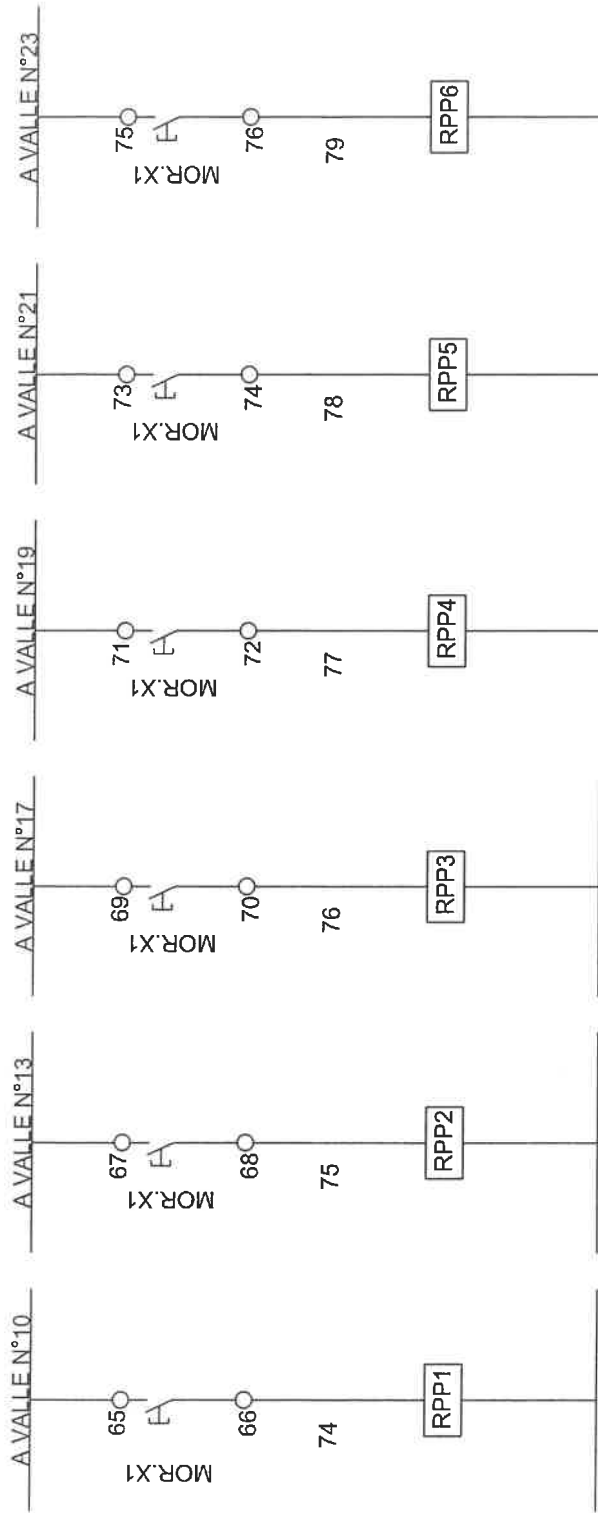 A VALLE N°10
65
MOR.X1
66
74
RPP1
A VALLE N°13
67
MOR.X1
68
75
RPP2
A VALLE N°17
69
MOR.X1
70
76
RPP3
A VALLE N°19
71
MOR.X1
72
77
RPP4
A VALLE N°21
73
MOR.X1
74
78
RPP5
A VALLE N°23
75
MOR.X1
76
79
RPP6